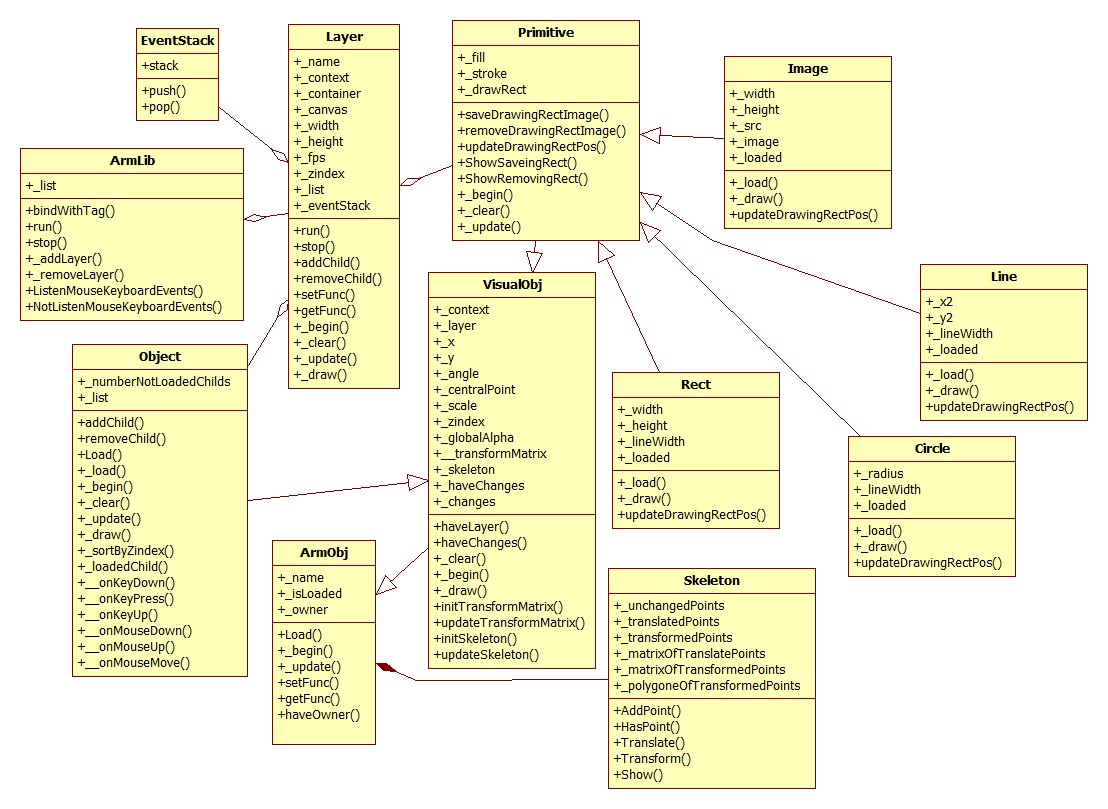 EventStack
+stack
+push()
+pop()
Layer
+_name
+_context
+_container
+_canvas
+_width
+_height
+_fps
+_zindex
+_list
+_eventStack
+run()
+stop()
+addChild()
+removeChild()
+setFunc()
+getFunc()
+_begin()
+_clear()
+_update()
+_draw()
Primitive
+_fill
+_stroke
+_drawRect
+saveDrawingRectImage()
+removeDrawingRectImage()
+updateDrawingRectPos()
+ShowSaveingRect()
+ShowRemovingRect()
+_begin()
+_clear()
+_update()
Image
+_width
+_height
+_src
+_image
+_loaded
+_load()
+_draw()
+updateDrawingRectPos()
ArmLib
+_list
+bindWithTag()
+run()
+stop()
+_addLayer()
+_removeLayer()
+ListenMouseKeyboardEvents()
+NotListenMouseKeyboardEvents()
VisualObj
+_context
+_layer
+_x
+_y
+_angle
+_centralPoint
+_scale
+_zindex
+_globalAlpha
+__transformMatrix
+_skeleton
+_haveChanges
+_changes
+haveLayer()
+haveChanges()
+_clear()
+_begin()
+_draw()
+initTransformMatrix()
+updateTransformMatrix()
+initSkeleton()
+updateSkeleton()
Line
+_x2
+_y2
+_lineWidth
+_loaded
+_load()
+_draw()
+updateDrawingRectPos()
Object
+_numberNotLoadedChilds
+_list
+addChild()
+removeChild()
+Load()
+_load()
+_begin()
+_clear()
+_update()
+_draw()
+_sortByZindex()
+_loadedChild()
+__onKeyDown()
+__onKeyPress()
+__onKeyUp()
+__onMouseDown()
+__onMouseUp()
+__onMouseMove()
Rect
+_width
+_height
+_lineWidth
+_loaded
+_load()
+_draw()
+updateDrawingRectPos()
Circle
+_radius
+_lineWidth
+_loaded
+_load()
+_draw()
+updateDrawingRectPos()
ArmObj
+_name
+_isLoaded
+_owner
+Load()
+_begin()
+_update()
+setFunc()
+getFunc()
+haveOwner()
Skeleton
+_unchangedPoints
+_translatedPoints
+_transformedPoints
+_matrixOfTranslatePoints
+_matrixOfTransformedPoints
+_polygoneOfTransformedPoints
+AddPoint()
+HasPoint()
+Translate()
+Transform()
+Show()